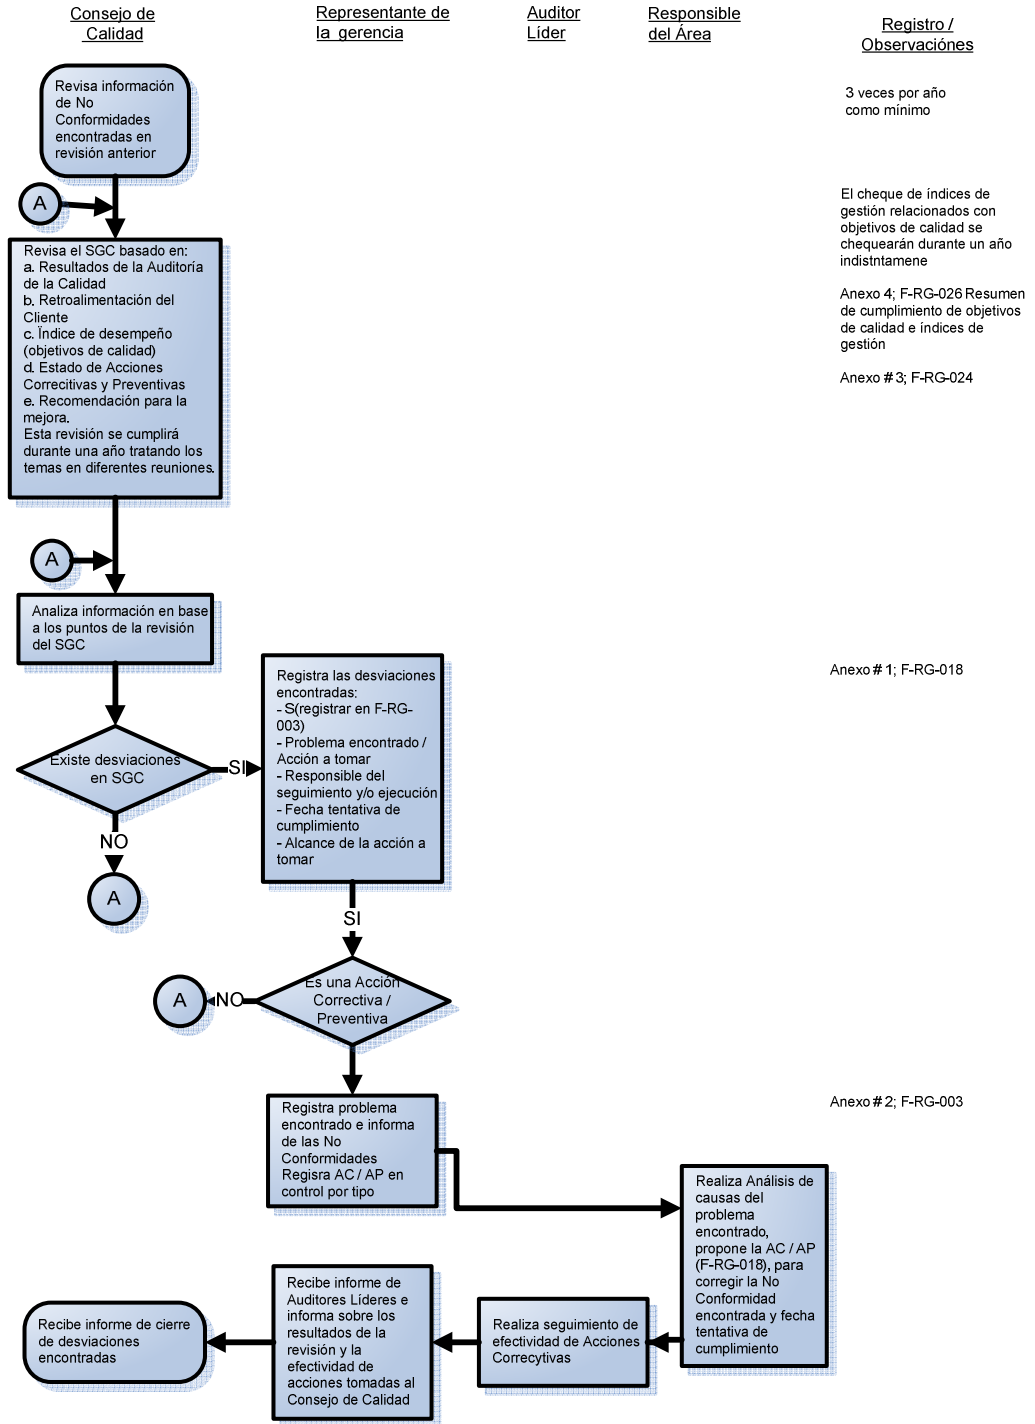 Consejo de
Calidad
Representante de
la gerencia
Auditor
Líder
Responsible
del Área
Registro /
Observaciónes
Revisa información
de No
Conformidades
encontradas en
revisión anterior
3 veces por año
como mínimo
A
El cheque de índices de
gestión relacionados con
objetivos de calidad se
chequearán durante un año
indistntamene
Anexo 4; F-RG-026 Resumen
de cumplimiento de objetivos
de calidad e índices de
gestión
Anexo # 3; F-RG-024
Revisa el SGC basado en:
a. Resultados de la Auditoría
de la Calidad
b. Retroalimentación del
Cliente
c. Ïndice de desempeño
(objetivos de calidad)
d. Estado de Acciones
Correcitivas y Preventivas
e. Recomendación para la
mejora.
Esta revisión se cumplirá
durante una año tratando los
temas en diferentes reuniones.
A
Analiza información en base
a los puntos de la revisión
del SGC
Anexo # 1; F-RG-018
Existe desviaciones
en SGC
SI
NO
A
Registra las desviaciones
encontradas:
- S(registrar en F-RG-
003)
- Problema encontrado /
Acción a tomar
- Responsible del
seguimiento y/o ejecución
- Fecha tentativa de
cumplimiento
- Alcance de la acción a
tomar
SI
Es una Acción
Correctiva /
Preventiva
NO
A
Registra problema
encontrado e informa
de las No
Conformidades
Regisra AC / AP en
control por tipo
Anexo # 2; F-RG-003
Realiza Análisis de
causas del
problema
encontrado,
propone la AC / AP
(F-RG-018), para
corregir la No
Conformidad
encontrada y fecha
tentativa de
cumplimiento
Realiza seguimiento de
efectividad de Acciones
Correcytivas
Recibe informe de
Auditores Líderes e
informa sobre los
resultados de la
revisión y la
efectividad de
acciones tomadas al
Consejo de Calidad
Recibe informe de cierre
de desviaciones
encontradas